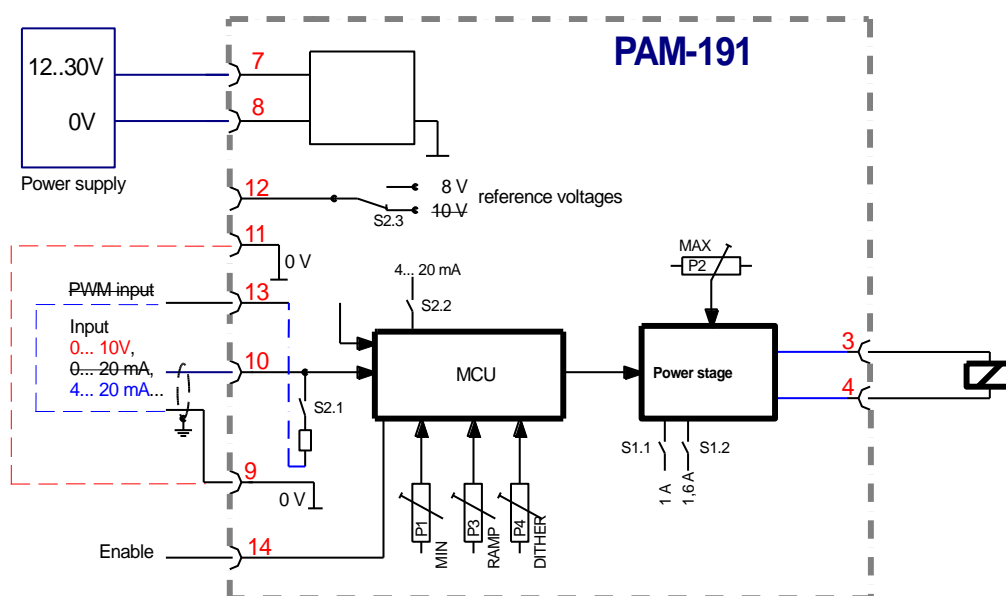 PAM-191
12..30V
0V
Power supply
7
8
12
8 V
10 V
reference voltages
S2.3
11
0 V
PWM input
13
Input
0... 10V,
0... 20 mA,
4... 20 mA...
10
S2.1
9
0 V
Enable
14
4... 20 mA
S2.2
MCU
P1
MIN
P3
RAMP
P4
DITHER
MAX
P2
Power stage
S1.1
S1.2
1 A
1,6 A
3
4